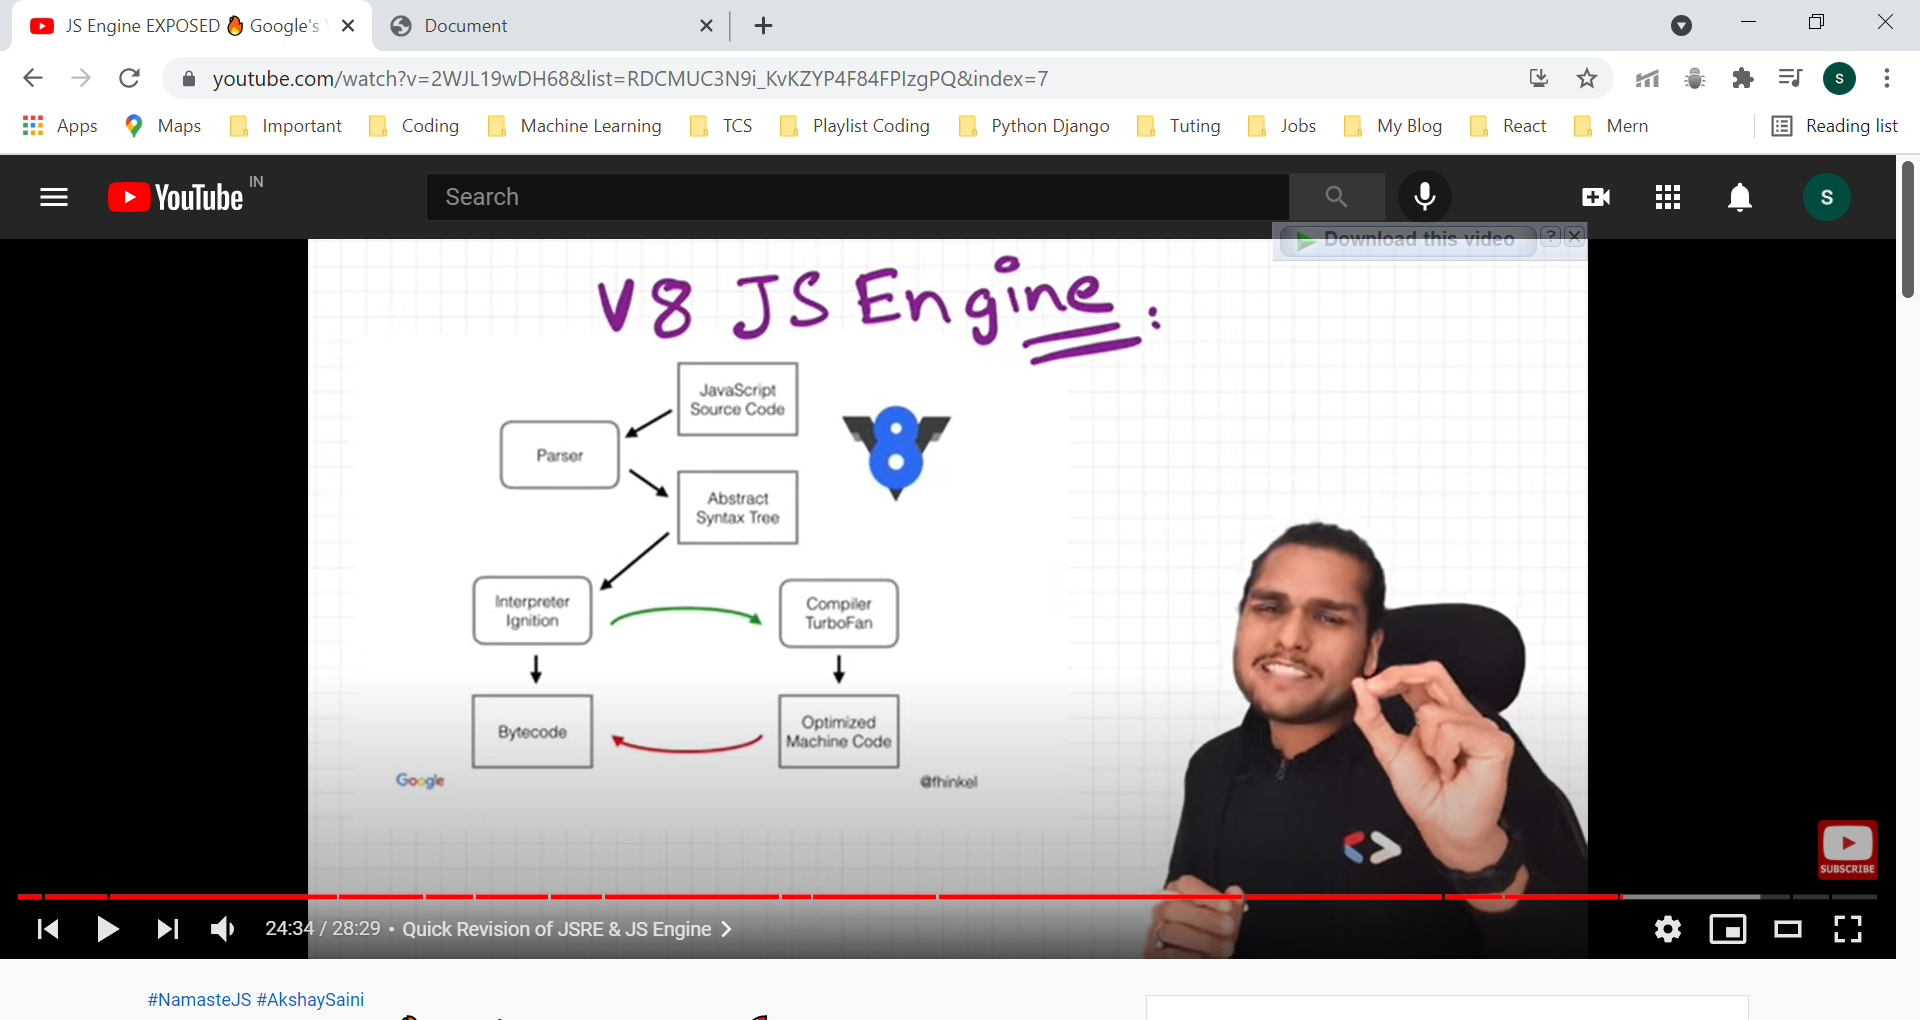 JS Engine EXPOSED 🔥 Google's
Document
youtube.com/watch?v=2WJL19wDH68&list=RDCMUC3N9i_KvKZYP4F84FPIzgPQ&index=7
S
Apps Maps Important Coding Machine Learning TCS Playlist Coding Python Django Tuting Jobs My Blog React Mern Reading list
YouTube IN
Search
S
Download this video ?
V8 JS Engine:
JavaScript
Source Code
Parser
Abstract
Syntax Tree
Interpreter
Ignition
Compiler
TurboFan
Bytecode
Optimized
Machine Code
Google
@fhinkel
SUBSCRIBE
24:34 / 28:29 • Quick Revision of JSRE & JS Engine
#NamasteJS #AkshaySaini